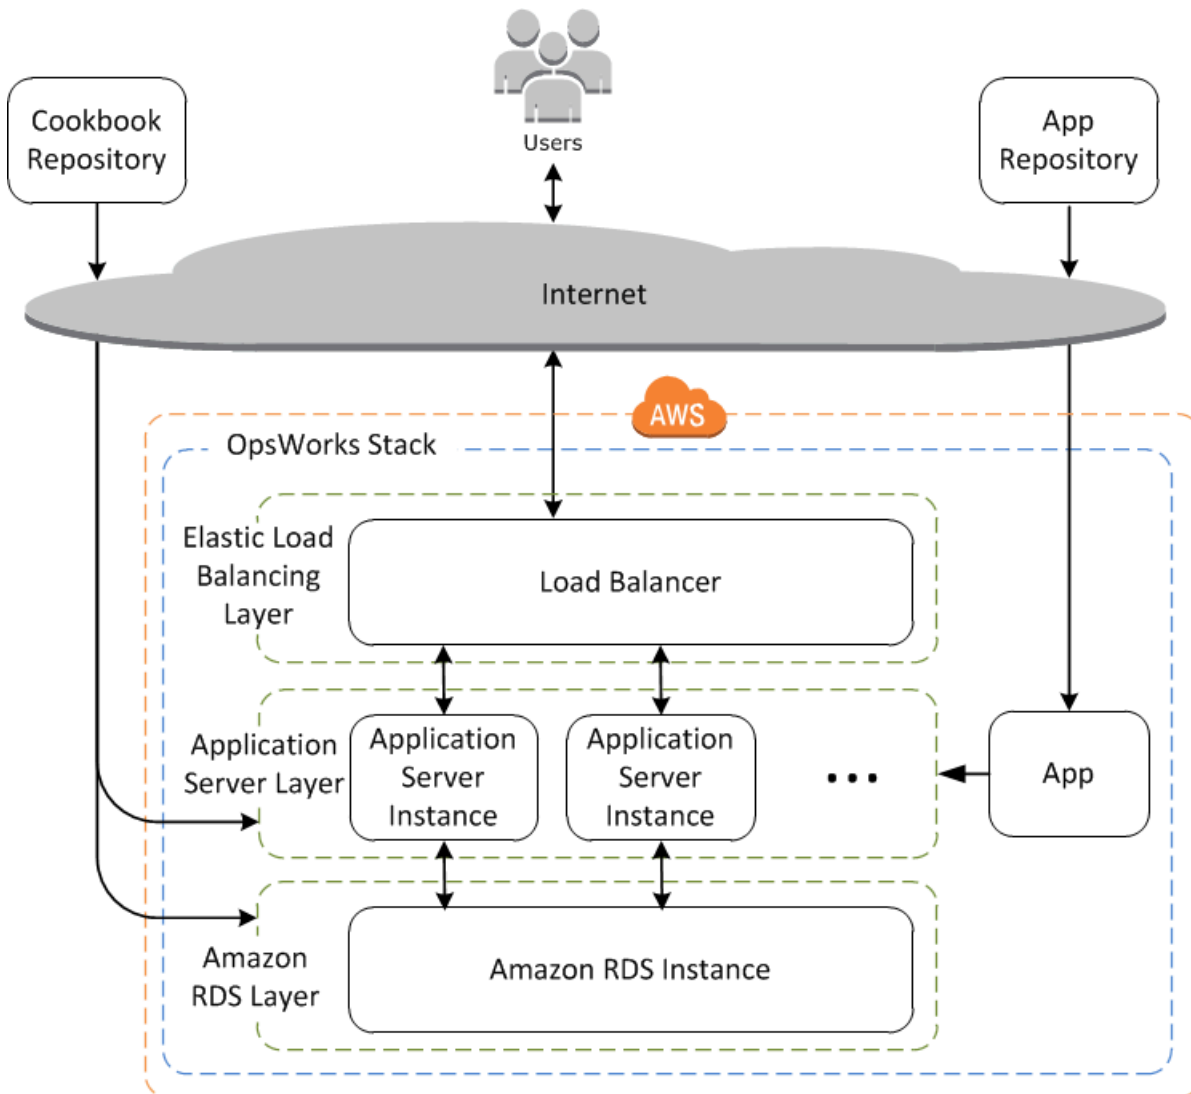 Users
Cookbook
Repository
App
Repository
Internet
AWS
OpsWorks Stack
Elastic Load
Balancing
Layer
Load Balancer
Application
Server Layer
Application
Server
Instance
Application
Server
Instance
...
App
Amazon
RDS Layer
Amazon RDS Instance